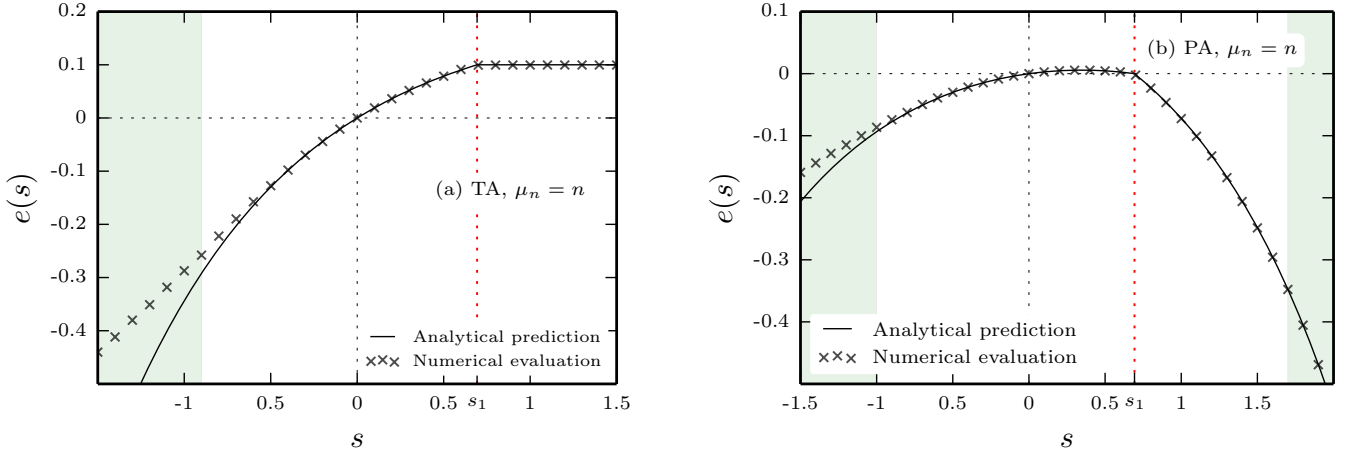 0.2
0.1
0
-0.1
-0.2
-0.3
-0.4
e(s)
(a) TA, μₙ = n
Analytical prediction
Numerical evaluation
-1
0.5
0
0.5
s₁
1
1.5
s
0.1
0
-0.1
-0.2
-0.3
-0.4
e(s)
(b) PA, μₙ = n
Analytical prediction
Numerical evaluation
-1.5
-1
0.5
0
0.5
s₁
1
1.5
s